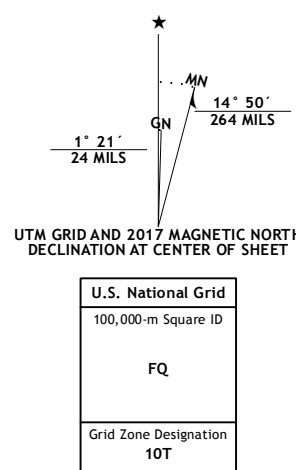 MN
GN
14° 50´
264 MILS
1° 21´
24 MILS
UTM GRID AND 2017 MAGNETIC NORTH
DECLINATION AT CENTER OF SHEET
U.S. National Grid
100,000-m Square ID
FQ
Grid Zone Designation
10T